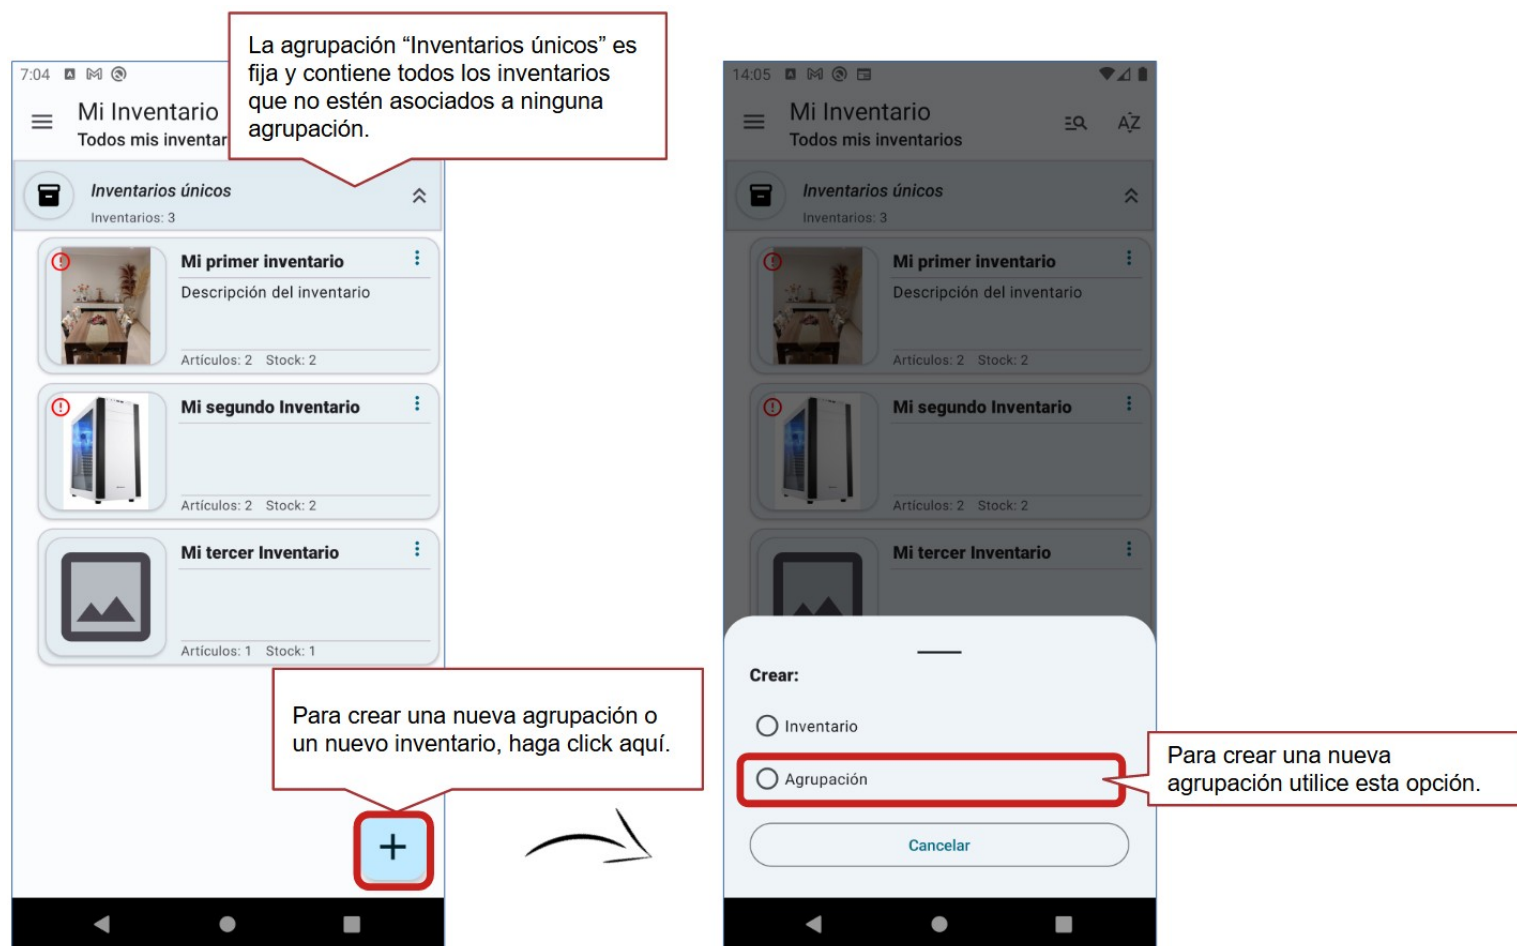 La agrupación “Inventarios únicos” es
fija y contiene todos los inventarios
que no estén asociados a ninguna
agrupación.
7:04
Mi Inventario
Todos mis inventar
Inventarios únicos
Inventarios: 3
Mi primer inventario
Descripción del inventario
Artículos: 2 Stock: 2
Mi segundo Inventario
Artículos: 2 Stock: 2
Mi tercer Inventario
Artículos: 1 Stock: 1
Para crear una nueva agrupación o
un nuevo inventario, haga click aquí.
14:05
Mi Inventario
Todos mis inventarios
AZ
Inventarios únicos
Inventarios: 3
Mi primer inventario
Descripción del inventario
Artículos: 2 Stock: 2
Mi segundo Inventario
Artículos: 2 Stock: 2
Mi tercer Inventario
Crear:
Inventario
Agrupación
Cancelar
Para crear una nueva
agrupación utilice esta opción.